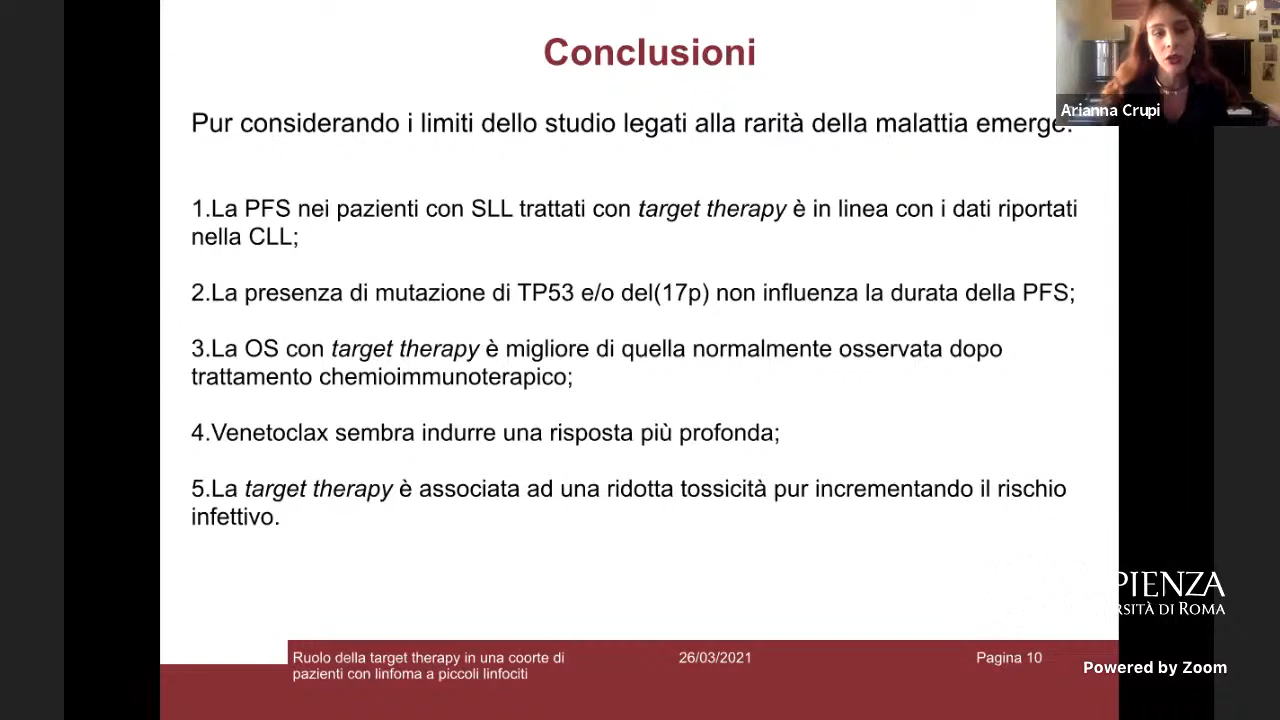 Conclusioni
Arianna Crupi
Pur considerando i limiti dello studio legati alla rarità della malattia emerge:
1.La PFS nei pazienti con SLL trattati con target therapy è in linea con i dati riportati
nella CLL;
2.La presenza di mutazione di TP53 e/o del(17p) non influenza la durata della PFS;
3.La OS con target therapy è migliore di quella normalmente osservata dopo
trattamento chemioimmunoterapico;
4.Venetoclax sembra indurre una risposta più profonda;
5.La target therapy è associata ad una ridotta tossicità pur incrementando il rischio
infettivo.
PIENZA
RSITÀ DI ROMA
Ruolo della target therapy in una coorte di
pazienti con linfoma a piccoli linfociti
26/03/2021
Pagina 10
Powered by Zoom